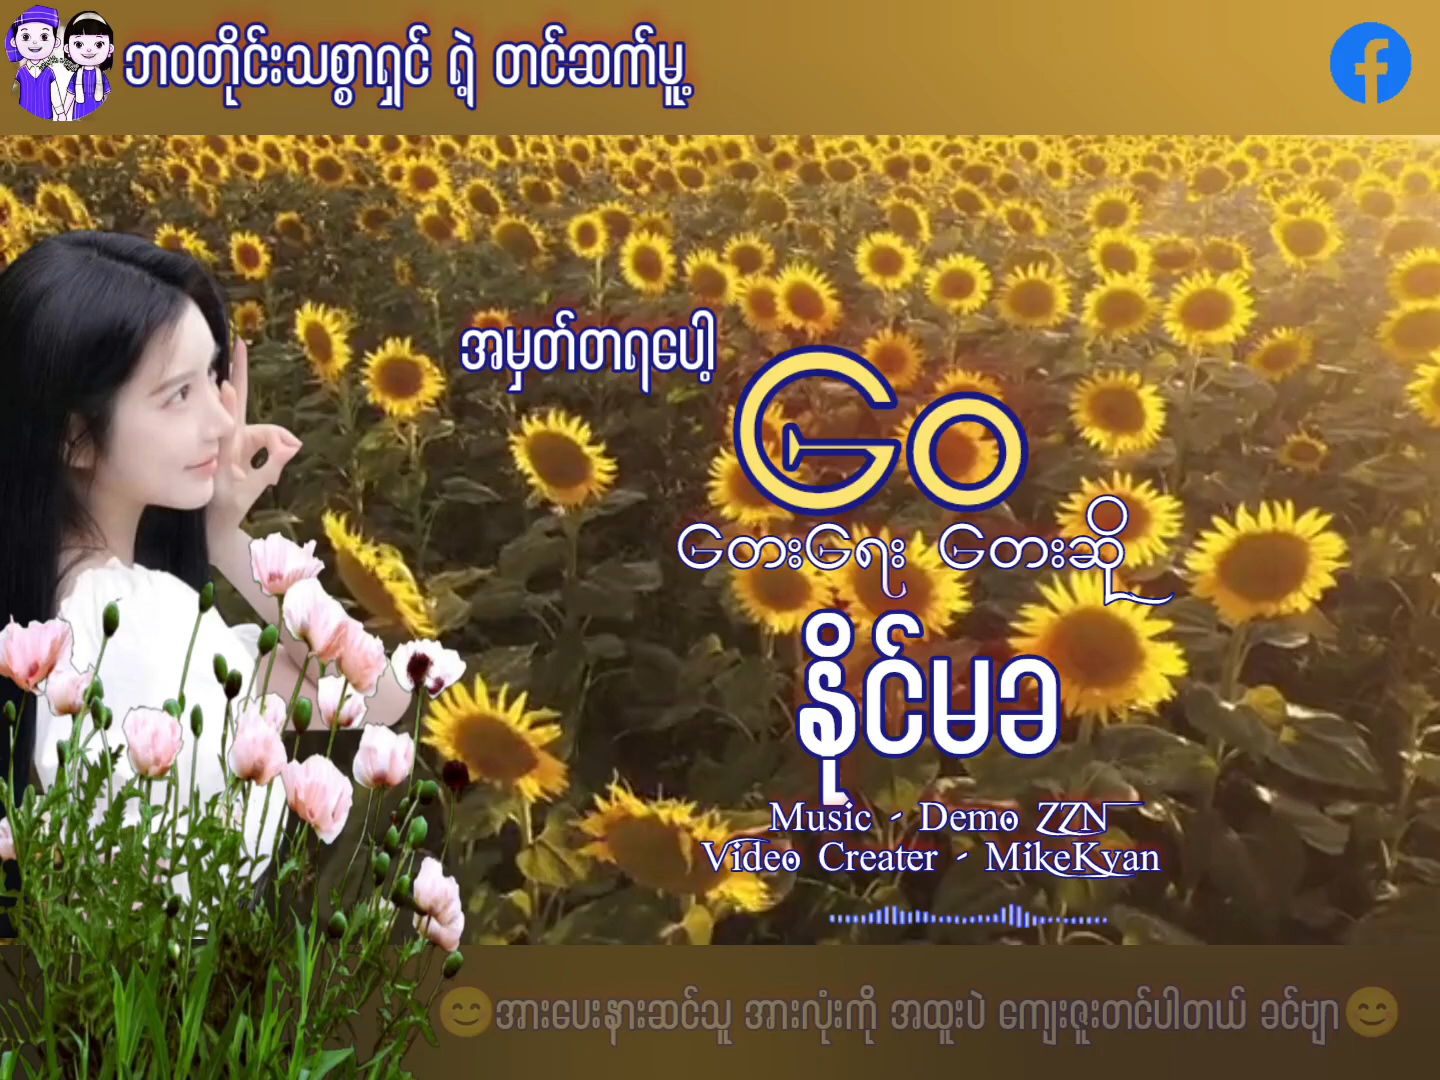 ဘဝတိုင်းသစ္စာရှင် ရဲ့ တင်ဆက်မှု့
အမှတ်တရပေါ့
ဝေ
တေးရေး တေးဆို
နိုင်မခ
Music - Demo ZZN
Video Creater - MikeKyan
အားပေးနားဆင်သူ အားလုံးကို အထူးပဲ ကျေးဇူးတင်ပါတယ် ခင်ဗျာ